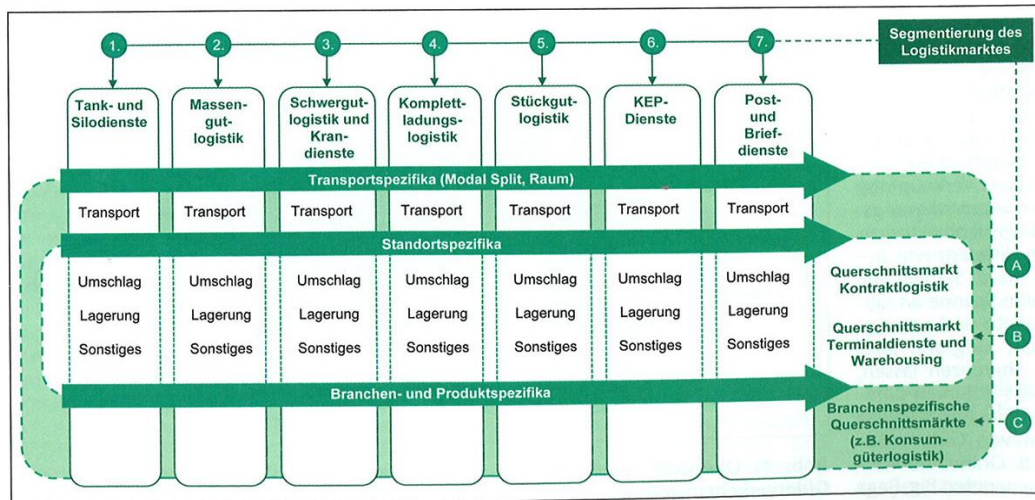 1.
2.
3.
4.
5.
6.
7.
Segmentierung des
Logistikmarktes
Tank- und
Silodienste
Massen-
gut-
logistik
Schwergut-
logistik und
Kran-
dienste
Komplett-
ladungs-
logistik
Stückgut-
logistik
KEP-
Dienste
Post-
und
Brief-
dienste
Transportspezifika (Modal Split, Raum)
Transport
Transport
Transport
Transport
Transport
Transport
Transport
Standortspezifika
Umschlag
Umschlag
Umschlag
Umschlag
Umschlag
Umschlag
Umschlag
Lagerung
Lagerung
Lagerung
Lagerung
Lagerung
Lagerung
Lagerung
Sonstiges
Sonstiges
Sonstiges
Sonstiges
Sonstiges
Sonstiges
Sonstiges
Querschnittsmarkt
Kontraktlogistik
A
Querschnittsmarkt
Terminaldienste und
Warehousing
B
Branchen- und Produktspezifika
Branchenspezifische
Querschnittsmärkte
(z.B. Konsum-
güterlogistik)
C